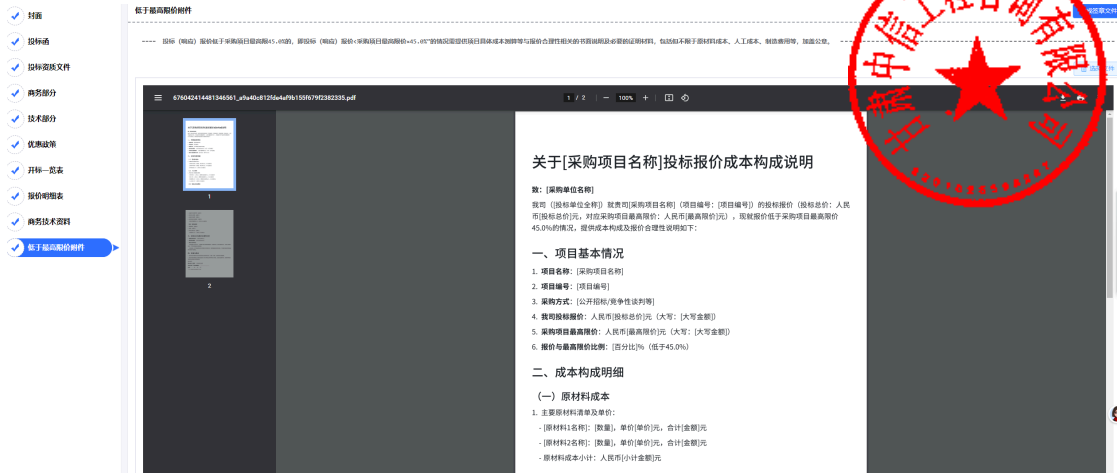 封面
投标函
投标资质文件
商务部分
技术部分
优惠政策
开标一览表
报价明细表
商务技术资料
低于最高限价附件
低于最高限价附件
---- 投标（响应）报价低于采购项目最高限45.0%的，即投标（响应）报价<采购项目最高限价×45.0%"的情况需提供项目具体成本测算等与报价合理性相关的书面说明及必要的证明材料，包括但不限于原材料成本、人工成本、制造费用等，加盖公章。
签章文件
676042414481346561_a9a40c812fde4af9b155f679f2382335.pdf
1 / 2
100%
1
2
关于[采购项目名称]投标报价成本构成说明
致：[采购单位名称]
我司（[投标单位全称]）就贵司[采购项目名称]（项目编号：[项目编号]）的投标报价（投标总价：人民
币[投标总价]元，对应采购项目最高限价：人民币[最高限价]元），现就报价低于采购项目最高限价
45.0%的情况，提供成本构成及报价合理性说明如下：
一、项目基本情况
1. 项目名称：[采购项目名称]
2. 项目编号：[项目编号]
3. 采购方式：[公开招标/竞争性谈判等]
4. 我司投标报价：人民币[投标总价]元（大写：[大写金额]）
5. 采购项目最高限价：人民币[最高限价]元（大写：[大写金额]）
6. 报价与最高限价比例：[百分比]%（低于45.0%）
二、成本构成明细
（一）原材料成本
1. 主要原材料清单及单价：
- [原材料1名称]：[数量]，单价[单价]元，合计[金额]元
- [原材料2名称]：[数量]，单价[单价]元，合计[金额]元
- 原材料成本小计：人民币[小计金额]元